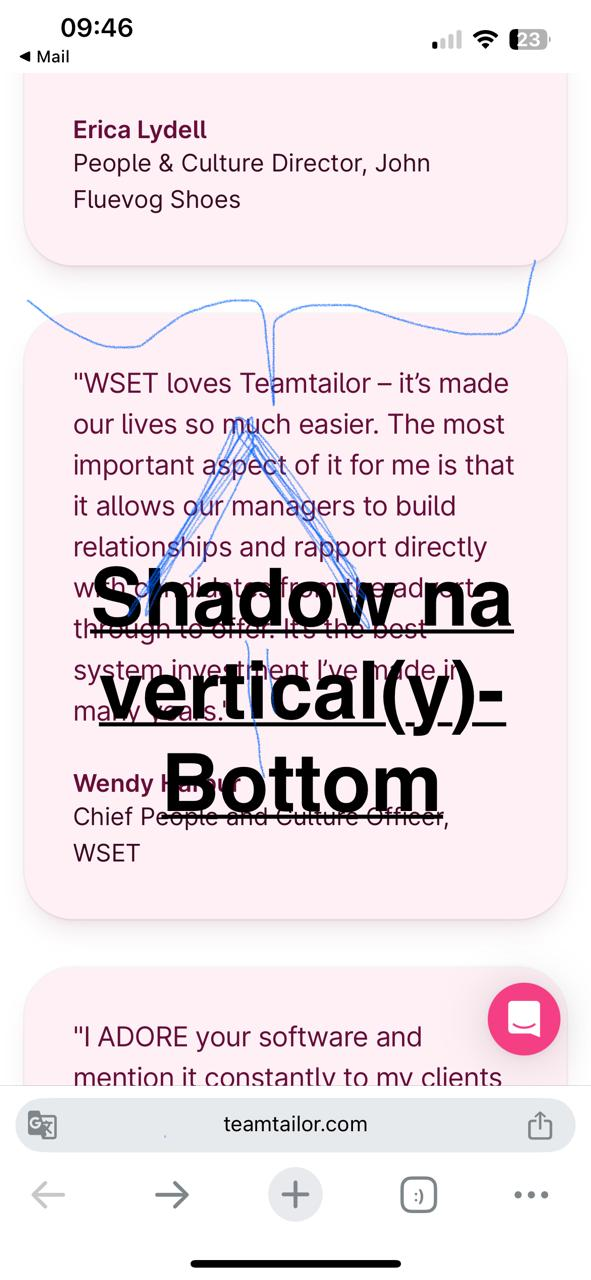 09:46
23
◀ Mail
Erica Lydell
People & Culture Director, John
Fluevog Shoes
"WSET loves Teamtailor – it’s made
our lives so much easier. The most
important aspect of it for me is that
it allows our managers to build
relationships and rapport directly
with candidates from the advert
through to offer. It’s the best
system investment I’ve made in
many years."
Shadow na
vertical(y)-
Bottom
Wendy Harbour
Chief People and Culture Officer,
WSET
"I ADORE your software and
mention it constantly to my clients
teamtailor.com
:)